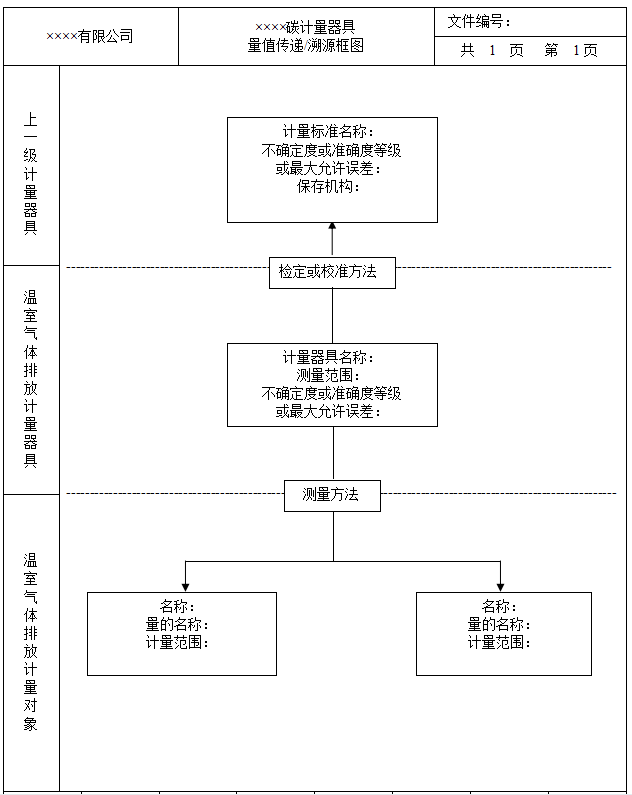 ××××有限公司
××××碳计量器具
量值传递/溯源框图
文件编号：
共 1 页 第 1页
上一级计量器具
计量标准名称：
不确定度或准确度等级
或最大允许误差：
保存机构：
检定或校准方法
温室气体排放计量器具
计量器具名称：
测量范围：
不确定度或准确度等级
或最大允许误差：
测量方法
温室气体排放计量对象
名称：
量的名称：
计量范围：
名称：
量的名称：
计量范围：